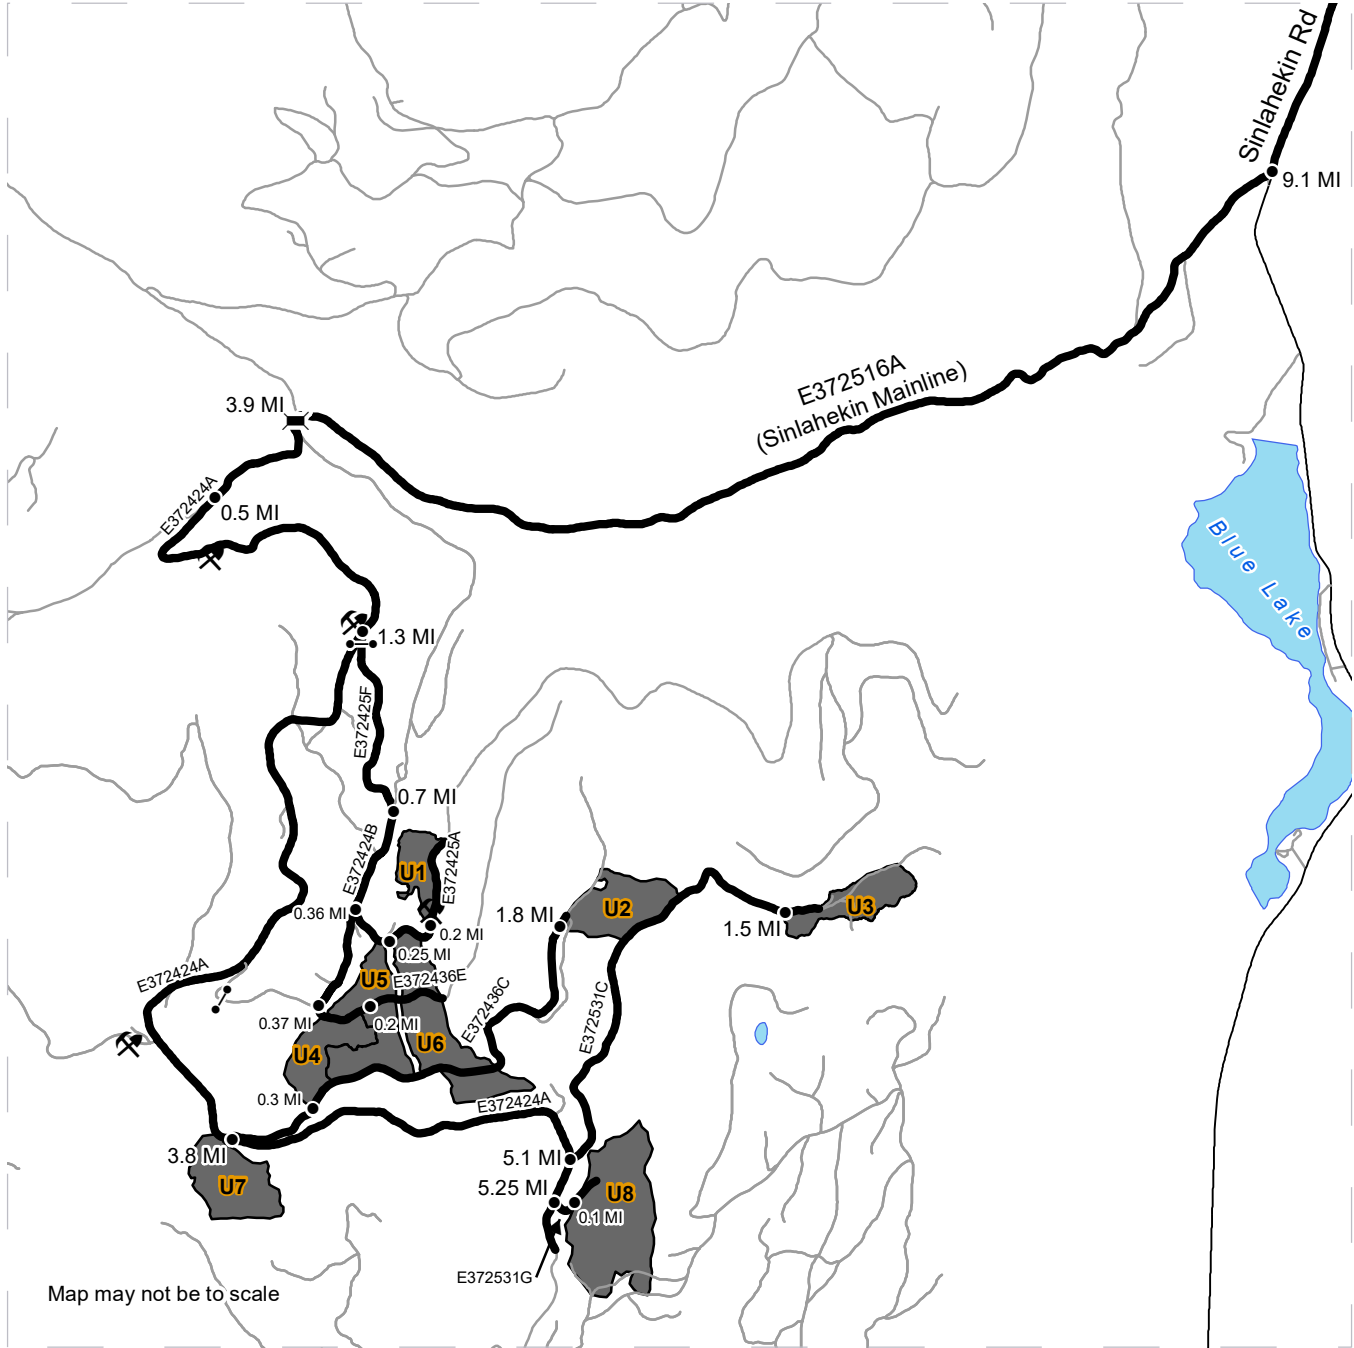 Sinlahekin Rd
9.1 MI
E372516A
(Sinlahekin Mainline)
3.9 MI
E372424A
0.5 MI
Blue Lake
1.3 MI
E372425F
0.7 MI
E372424B
U1
E372425A
0.36 MI
0.2 MI
0.25 MI
1.8 MI
U2
U3
1.5 MI
E372424A
U5
E372436E
E372436C
E372531C
0.37 MI
0.2 MI
U6
U4
0.3 MI
E372424A
3.8 MI
U7
5.1 MI
5.25 MI
U8
0.1 MI
E372531G
Map may not be to scale